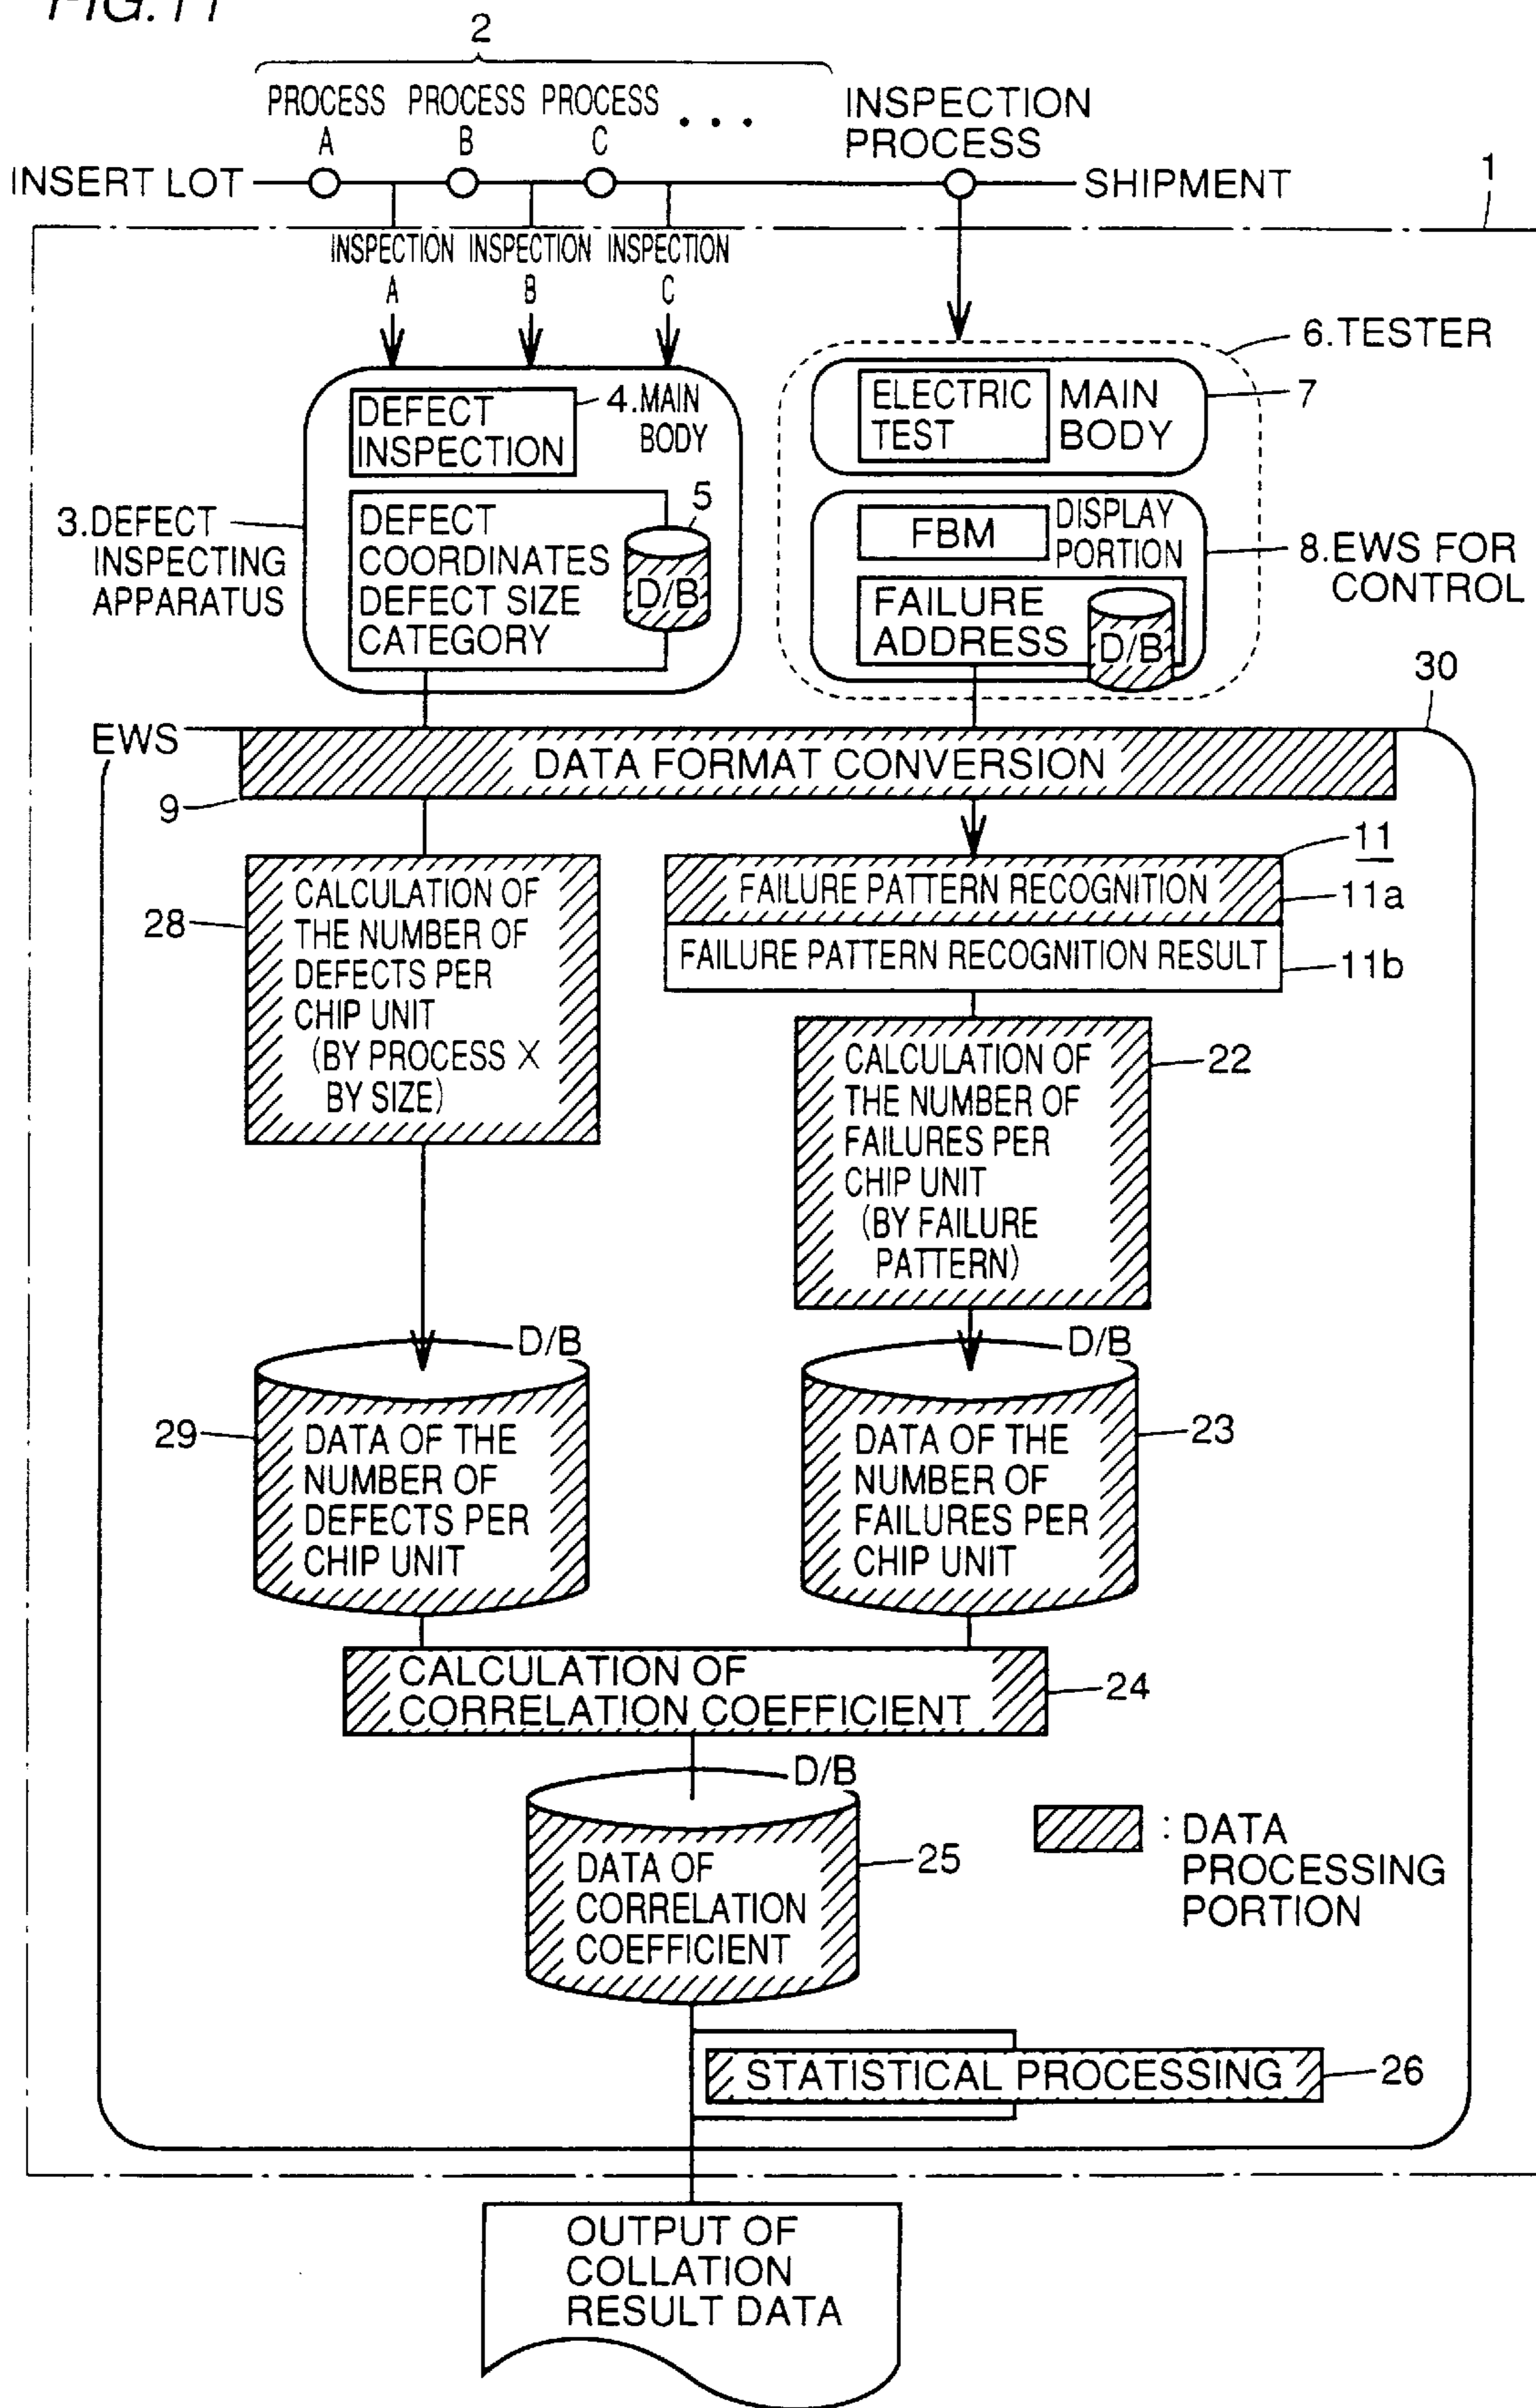 FIG. 11
2
PROCESS A
PROCESS B
PROCESS C
...
INSPECTION
PROCESS
INSERT LOT
SHIPMENT
1
INSPECTION A
INSPECTION B
INSPECTION C
6.TESTER
DEFECT
INSPECTION
4.MAIN
BODY
ELECTRIC
TEST
MAIN
BODY
7
3.DEFECT
INSPECTING
APPARATUS
DEFECT
COORDINATES
DEFECT SIZE
CATEGORY
5
D/B
FBM
DISPLAY
PORTION
FAILURE
ADDRESS
D/B
8.EWS FOR
CONTROL
30
EWS
DATA FORMAT CONVERSION
9
11
FAILURE PATTERN RECOGNITION
11a
FAILURE PATTERN RECOGNITION RESULT
11b
28
CALCULATION OF
THE NUMBER OF
DEFECTS PER
CHIP UNIT
(BY PROCESS X
BY SIZE)
CALCULATION OF
THE NUMBER OF
FAILURES PER
CHIP UNIT
(BY FAILURE
PATTERN)
22
D/B
D/B
29
DATA OF THE
NUMBER OF
DEFECTS PER
CHIP UNIT
DATA OF THE
NUMBER OF
FAILURES PER
CHIP UNIT
23
CALCULATION OF
CORRELATION COEFFICIENT
24
D/B
DATA OF
CORRELATION
COEFFICIENT
25
: DATA
PROCESSING
PORTION
STATISTICAL PROCESSING
26
OUTPUT OF
COLLATION
RESULT DATA